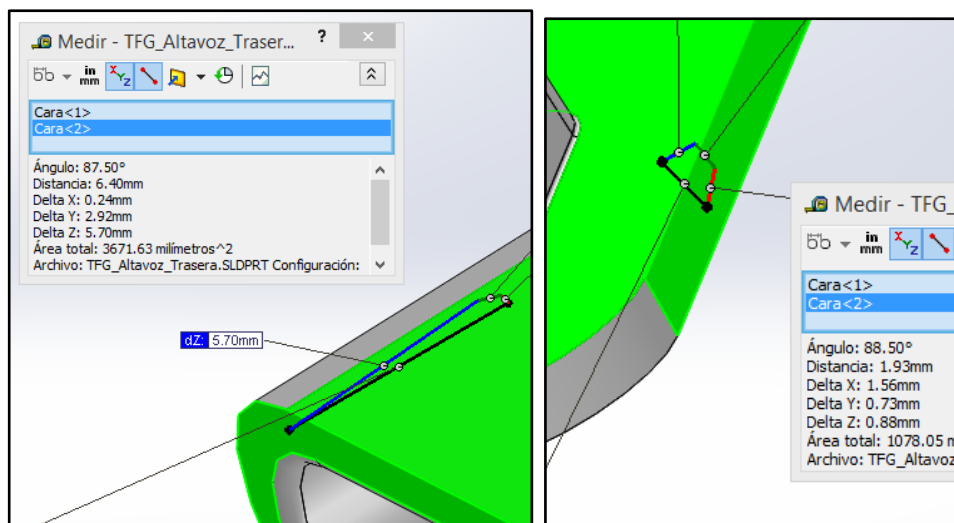 Medir - TFG_Altavoz_Traser... ?
in
mm
XYZ
Cara<1>
Cara<2>
Ángulo: 87.50°
Distancia: 6.40mm
Delta X: 0.24mm
Delta Y: 2.92mm
Delta Z: 5.70mm
Área total: 3671.63 milímetros^2
Archivo: TFG_Altavoz_Trasera.SLDPRT Configuración:
dZ: 5.70mm
Medir - TFG_
in
mm
XYZ
Cara<1>
Cara<2>
Ángulo: 88.50°
Distancia: 1.93mm
Delta X: 1.56mm
Delta Y: 0.73mm
Delta Z: 0.88mm
Área total: 1078.05 m
Archivo: TFG_Altavoz